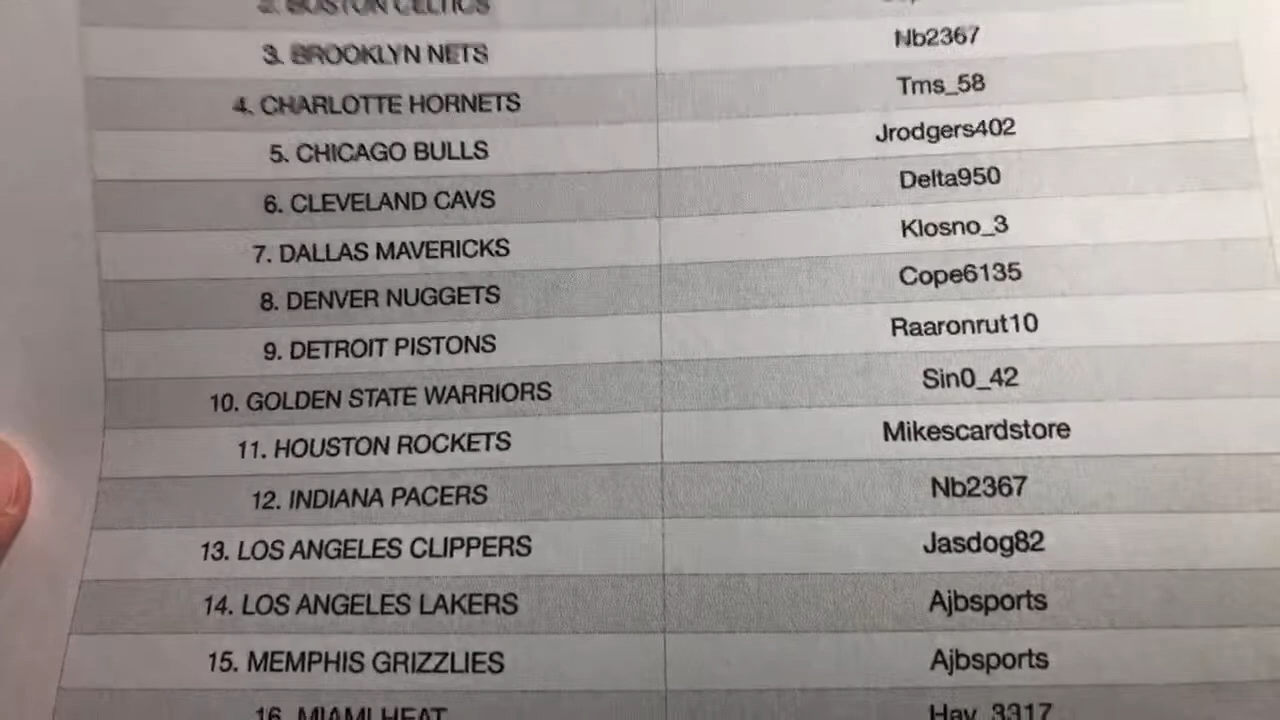 2. BOSTON CELTICS
3. BROOKLYN NETS Nb2367
4. CHARLOTTE HORNETS Tms_58
5. CHICAGO BULLS Jrodgers402
6. CLEVELAND CAVS Delta950
7. DALLAS MAVERICKS Klosno_3
8. DENVER NUGGETS Cope6135
9. DETROIT PISTONS Raaronrut10
10. GOLDEN STATE WARRIORS Sin0_42
11. HOUSTON ROCKETS Mikescardstore
12. INDIANA PACERS Nb2367
13. LOS ANGELES CLIPPERS Jasdog82
14. LOS ANGELES LAKERS Ajbsports
15. MEMPHIS GRIZZLIES Ajbsports
16. MIAMI HEAT Hay_3317